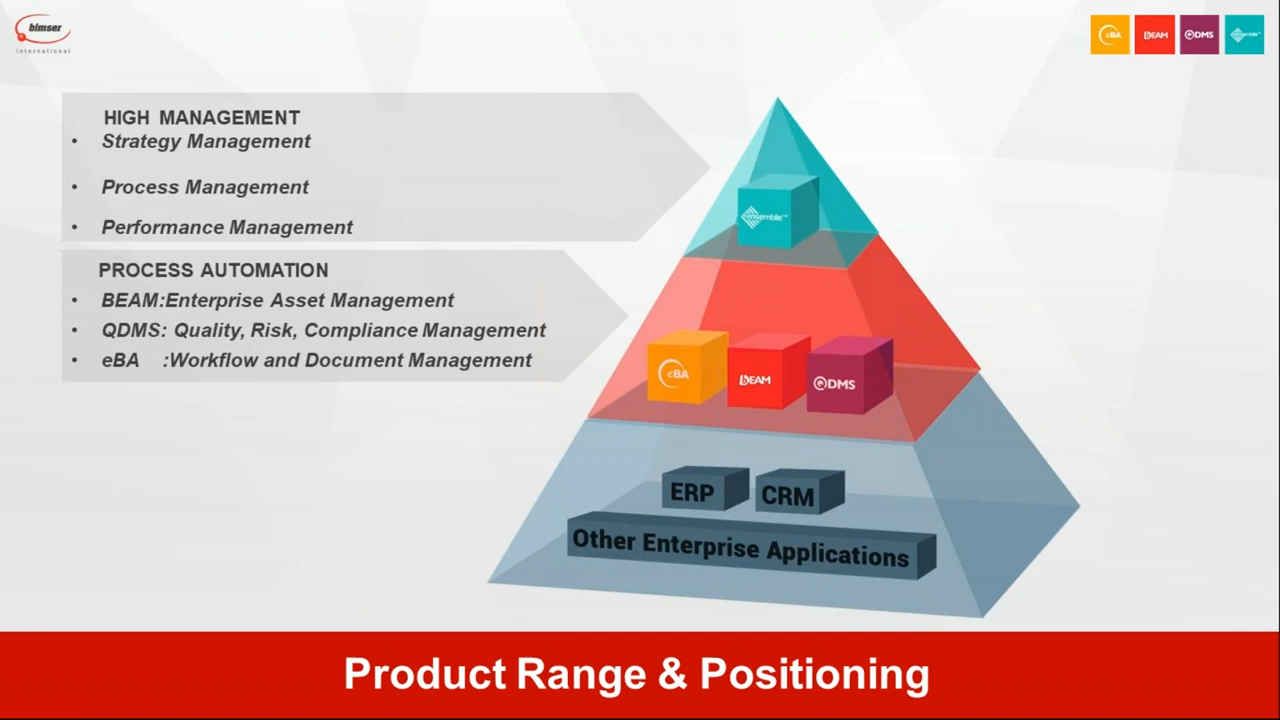 bimser
international
eBA
bEAM
QDMS
ensemble™
HIGH MANAGEMENT
• Strategy Management
• Process Management
• Performance Management
PROCESS AUTOMATION
• BEAM:Enterprise Asset Management
• QDMS: Quality, Risk, Compliance Management
• eBA :Workflow and Document Management
ensemble™
eBA
bEAM
QDMS
ERP
CRM
Other Enterprise Applications
Product Range & Positioning